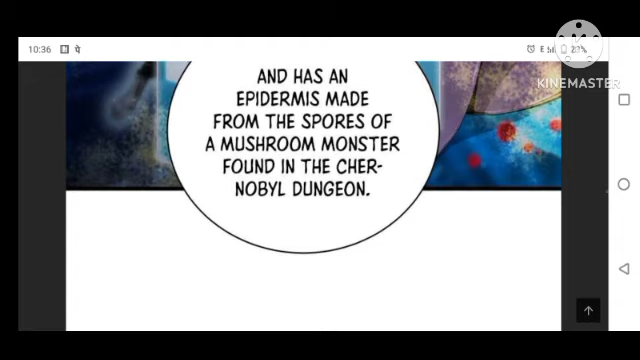 10:36
पे
23%
KINEMASTER
AND HAS AN
EPIDERMIS MADE
FROM THE SPORES OF
A MUSHROOM MONSTER
FOUND IN THE CHER-
NOBYL DUNGEON.